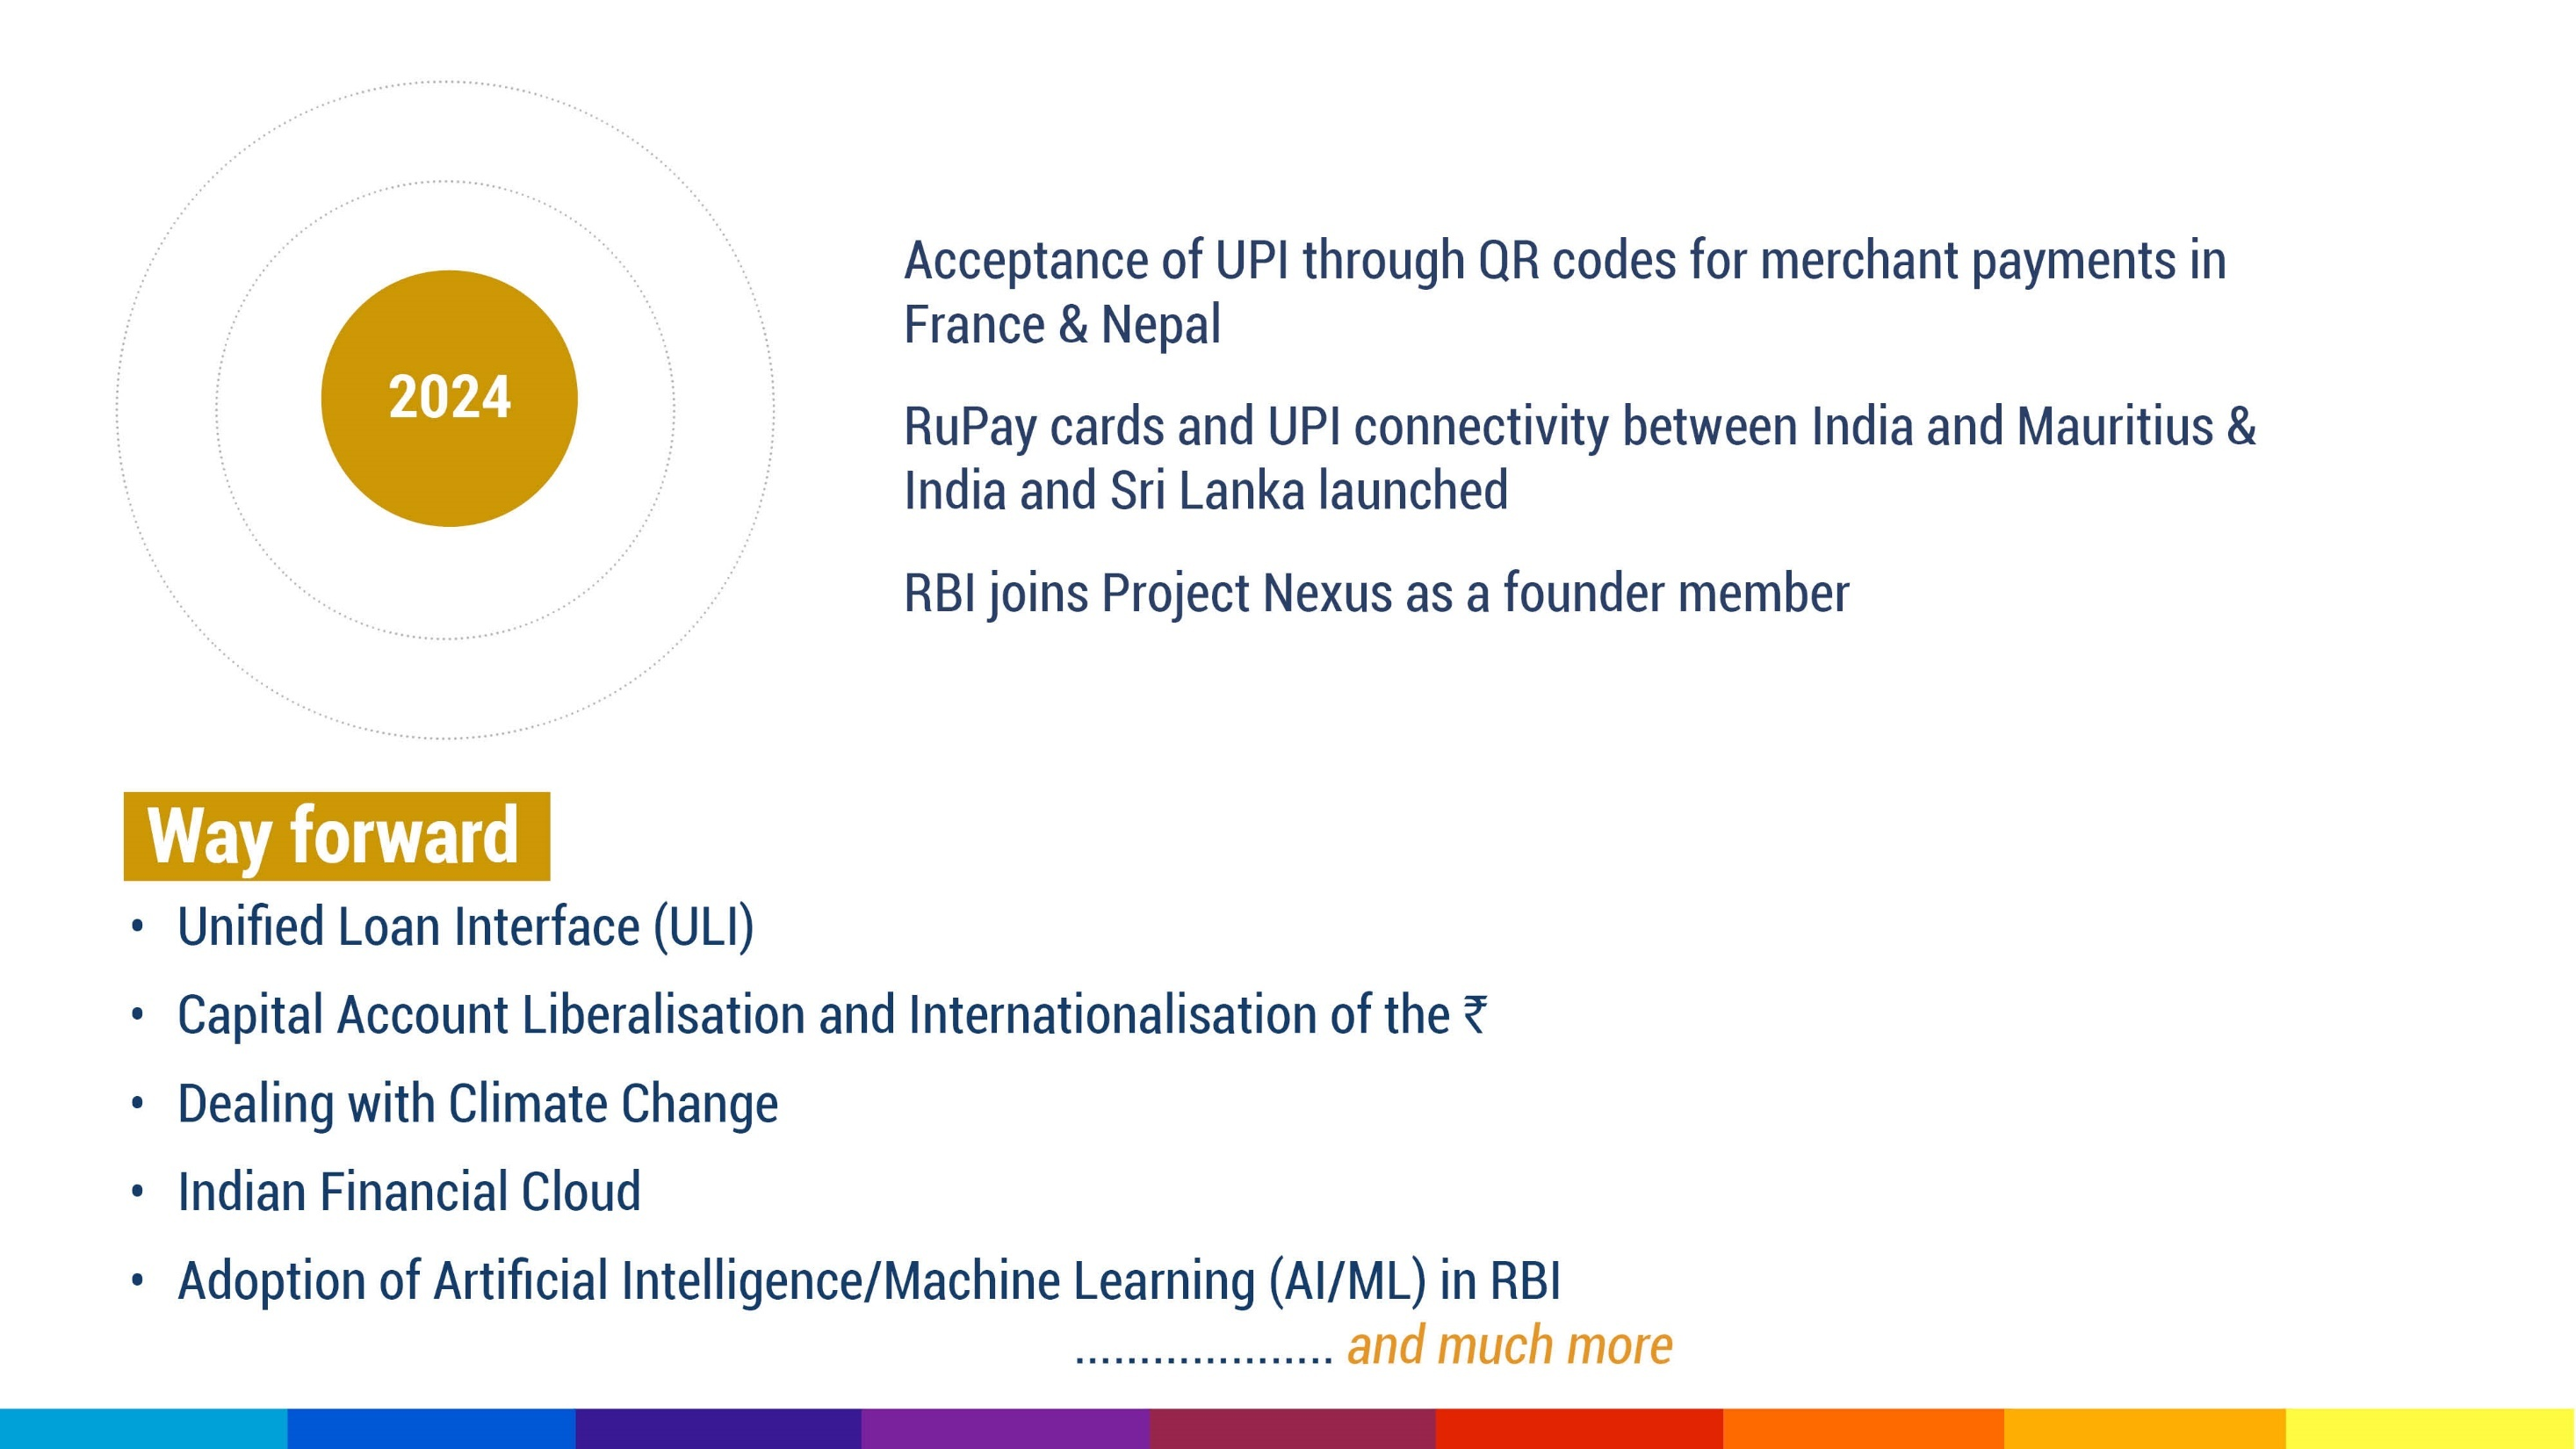 2024
Acceptance of UPI through QR codes for merchant payments in
France & Nepal
RuPay cards and UPI connectivity between India and Mauritius &
India and Sri Lanka launched
RBI joins Project Nexus as a founder member
Way forward
• Unified Loan Interface (ULI)
• Capital Account Liberalisation and Internationalisation of the ₹
• Dealing with Climate Change
• Indian Financial Cloud
• Adoption of Artificial Intelligence/Machine Learning (AI/ML) in RBI
.................... and much more